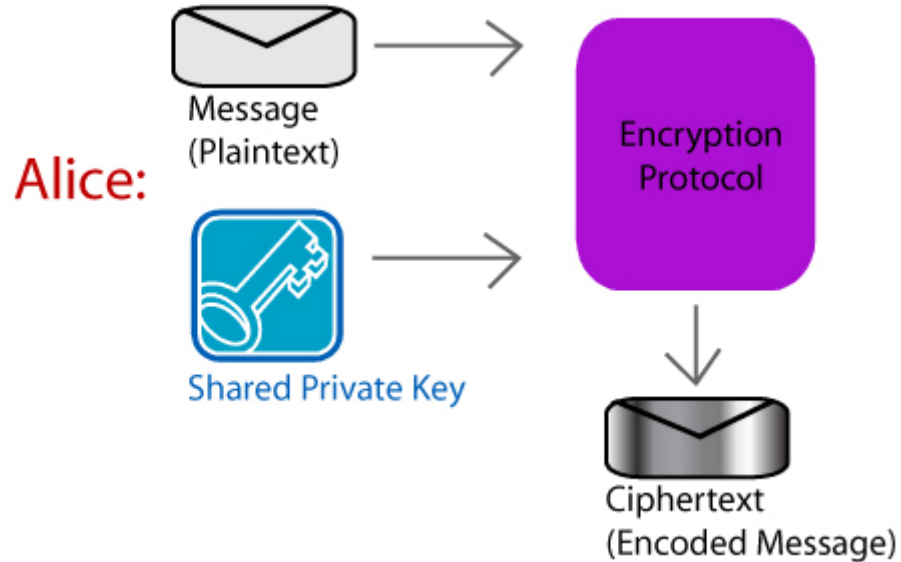 Message
(Plaintext)
Encryption
Protocol
Alice:
Shared Private Key
Ciphertext
(Encoded Message)